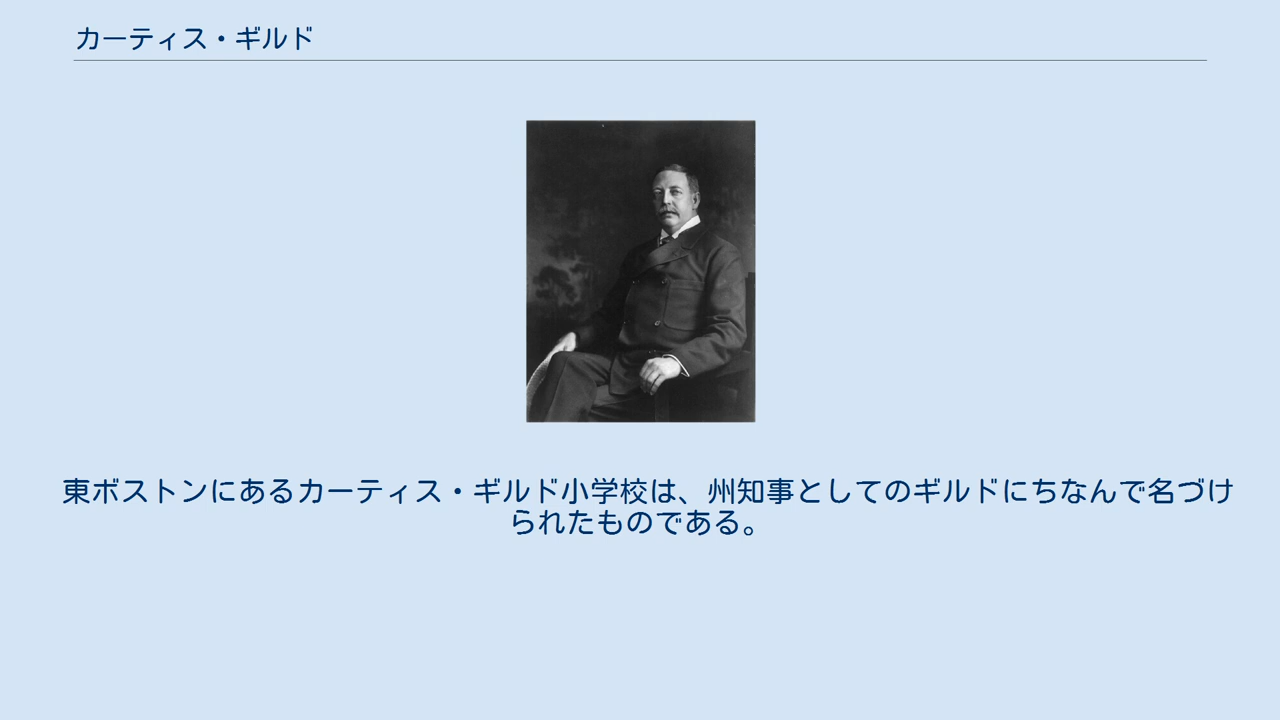 カーティス・ギルド
東ボストンにあるカーティス・ギルド小学校は、州知事としてのギルドにちなんで名づけ
られたものである。